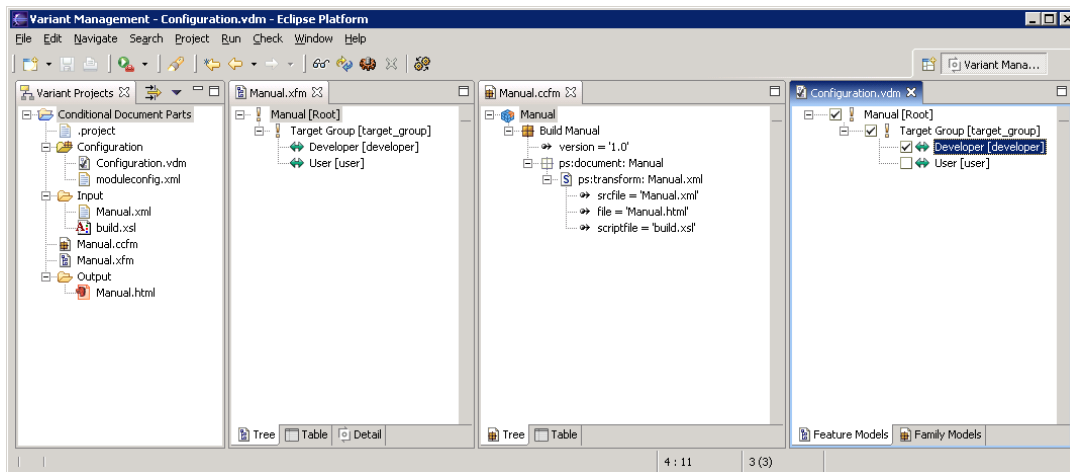 Variant Management - Configuration.vdm - Eclipse Platform
File Edit Navigate Search Project Run Check Window Help
Variant Mana...
Variant Projects
Conditional Document Parts
.project
Configuration
Configuration.vdm
moduleconfig.xml
Input
Manual.xml
build.xsl
Manual.ccfm
Manual.xfm
Output
Manual.html
Manual.xfm
Manual [Root]
Target Group [target_group]
Developer [developer]
User [user]
Tree Table Detail
Manual.ccfm
Manual
Build Manual
version = '1.0'
ps:document: Manual
ps:transform: Manual.xml
srcfile = 'Manual.xml'
file = 'Manual.html'
scriptfile = 'build.xsl'
Tree Table
Configuration.vdm
Manual [Root]
Target Group [target_group]
Developer [developer]
User [user]
Feature Models Family Models
4 : 11 3 (3)